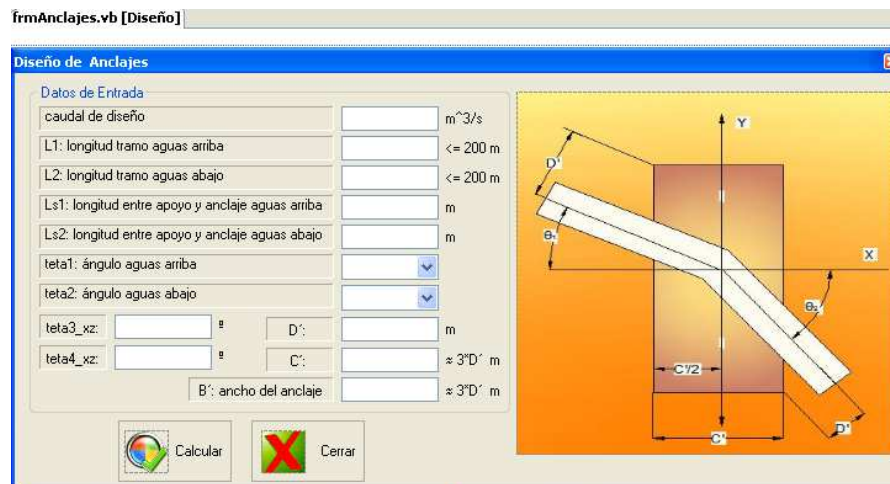 frmAnclajes.vb [Diseño]
Diseño de Anclajes
Datos de Entrada
caudal de diseño m^3/s
L1: longitud tramo aguas arriba <= 200 m
L2: longitud tramo aguas abajo <= 200 m
Ls1: longitud entre apoyo y anclaje aguas arriba m
Ls2: longitud entre apoyo y anclaje aguas abajo m
teta1: ángulo aguas arriba
teta2: ángulo aguas abajo
teta3_xz: º D´: m
teta4_xz: º C´: ≈ 3*D´ m
B´: ancho del anclaje ≈ 3*D´ m
Calcular Cerrar
Y
D'
θ₁
X
θ₂
C'/2
D'
C'